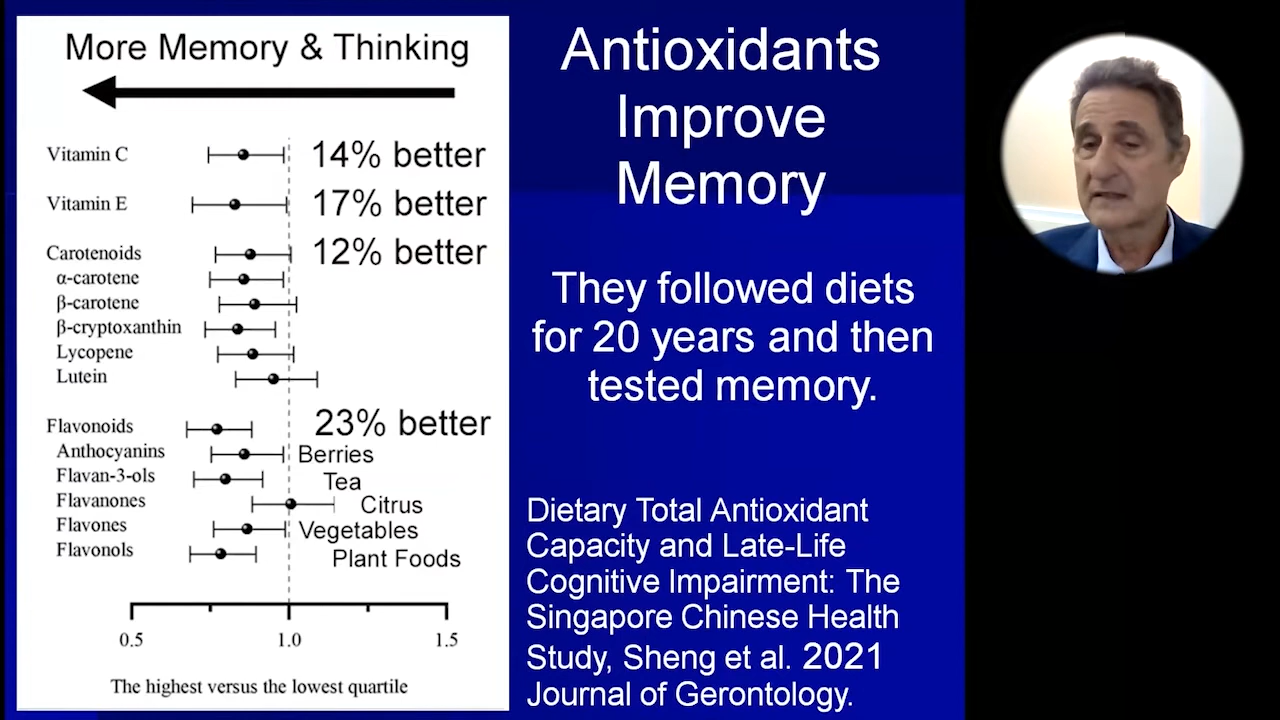 More Memory & Thinking
Vitamin C 14% better
Vitamin E 17% better
Carotenoids 12% better
α-carotene
β-carotene
β-cryptoxanthin
Lycopene
Lutein
Flavonoids 23% better
Anthocyanins Berries
Flavan-3-ols Tea
Flavanones Citrus
Flavones Vegetables
Flavonols Plant Foods
0.5 1.0 1.5
The highest versus the lowest quartile
Antioxidants
Improve
Memory
They followed diets
for 20 years and then
tested memory.
Dietary Total Antioxidant
Capacity and Late-Life
Cognitive Impairment: The
Singapore Chinese Health
Study, Sheng et al. 2021
Journal of Gerontology.